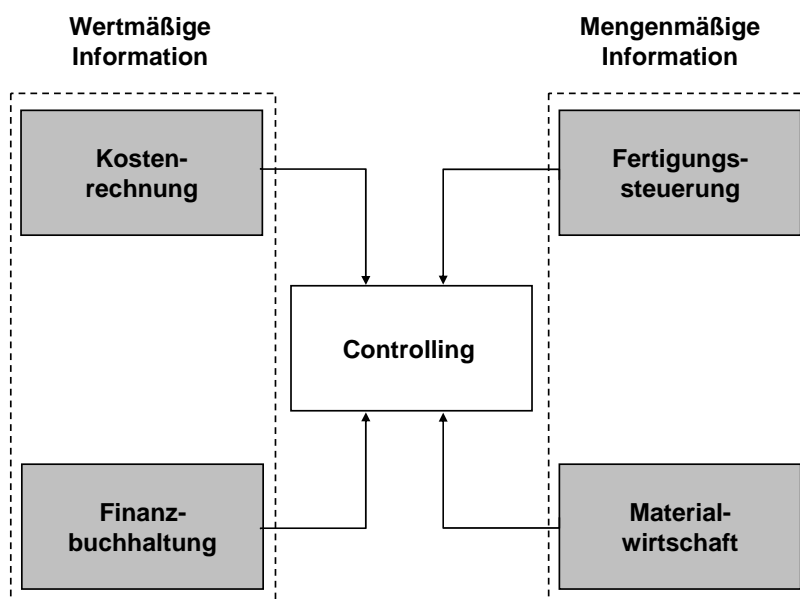 Wertmäßige
Information
Mengenmäßige
Information
Kosten-
rechnung
Fertigungs-
steuerung
Controlling
Finanz-
buchhaltung
Material-
wirtschaft